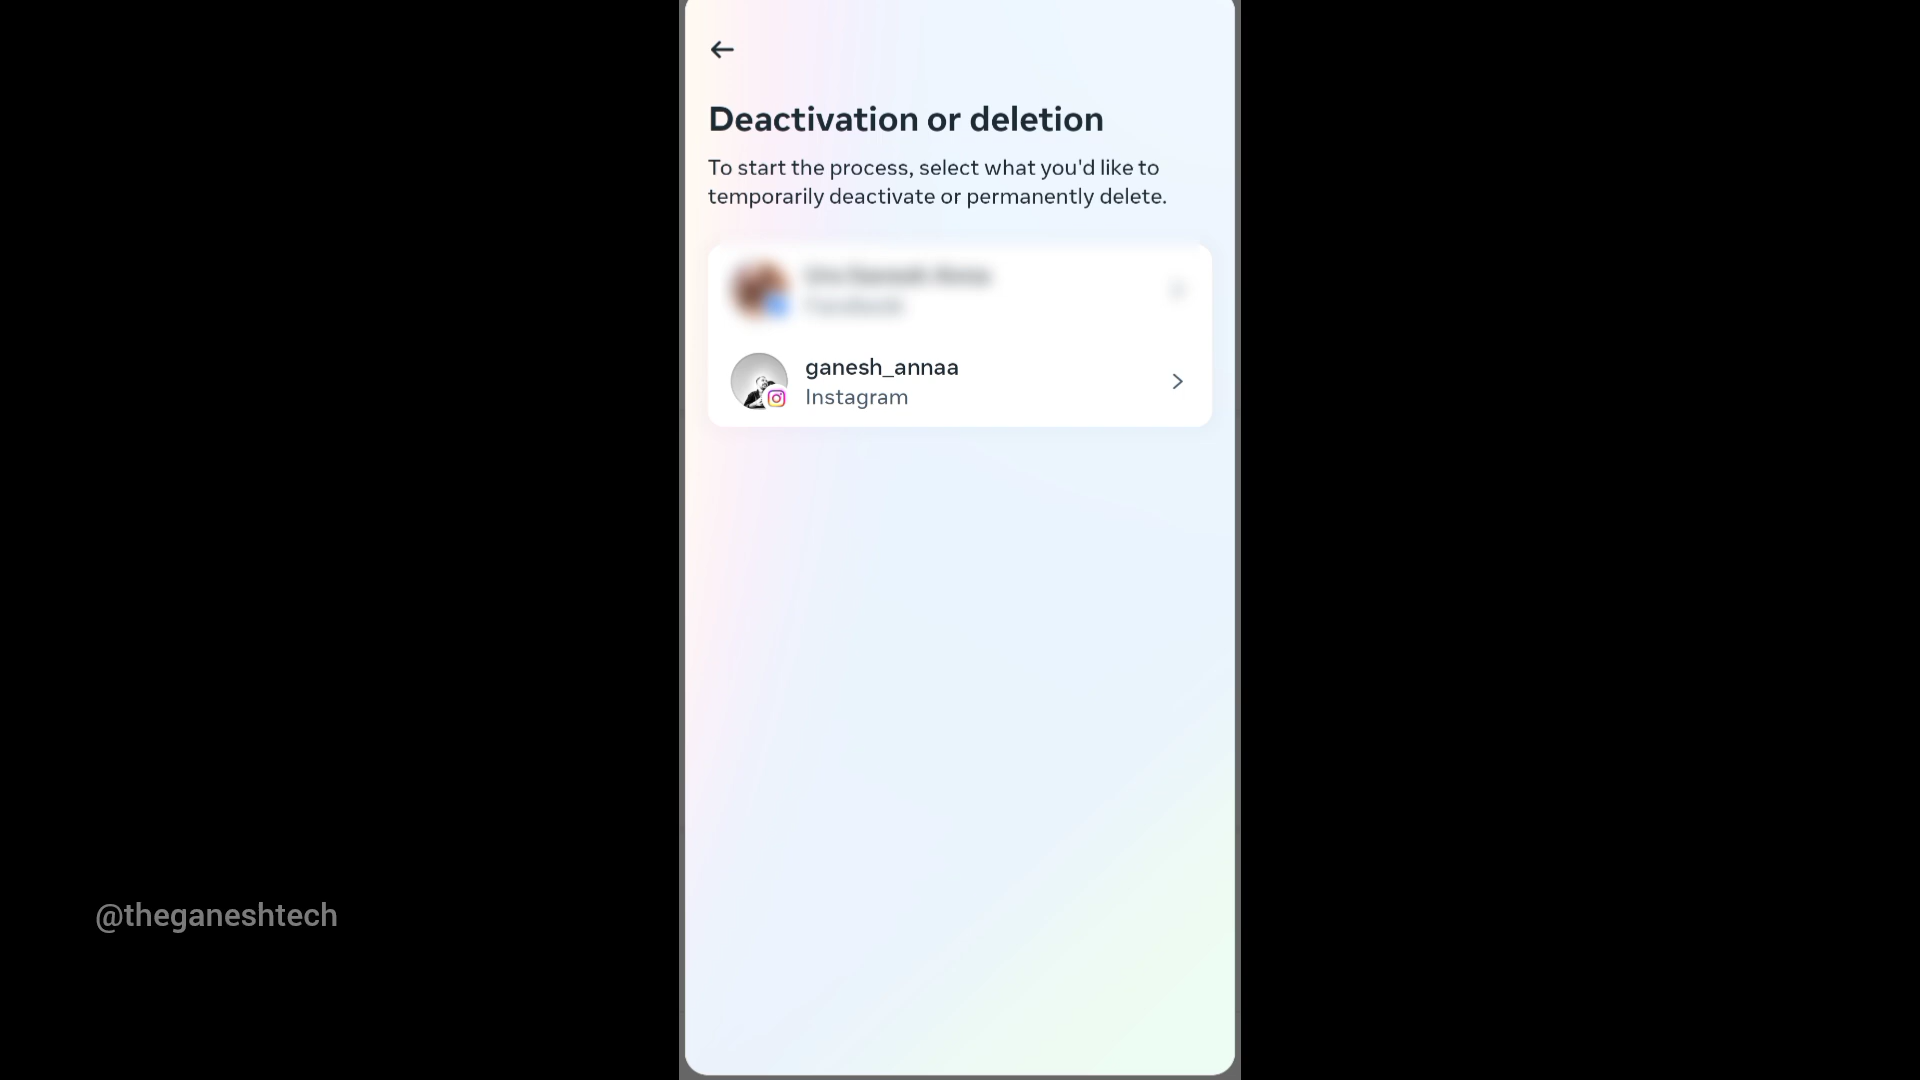 Deactivation or deletion
To start the process, select what you'd like to
temporarily deactivate or permanently delete.
ganesh_annaa
Instagram
@theganeshtech